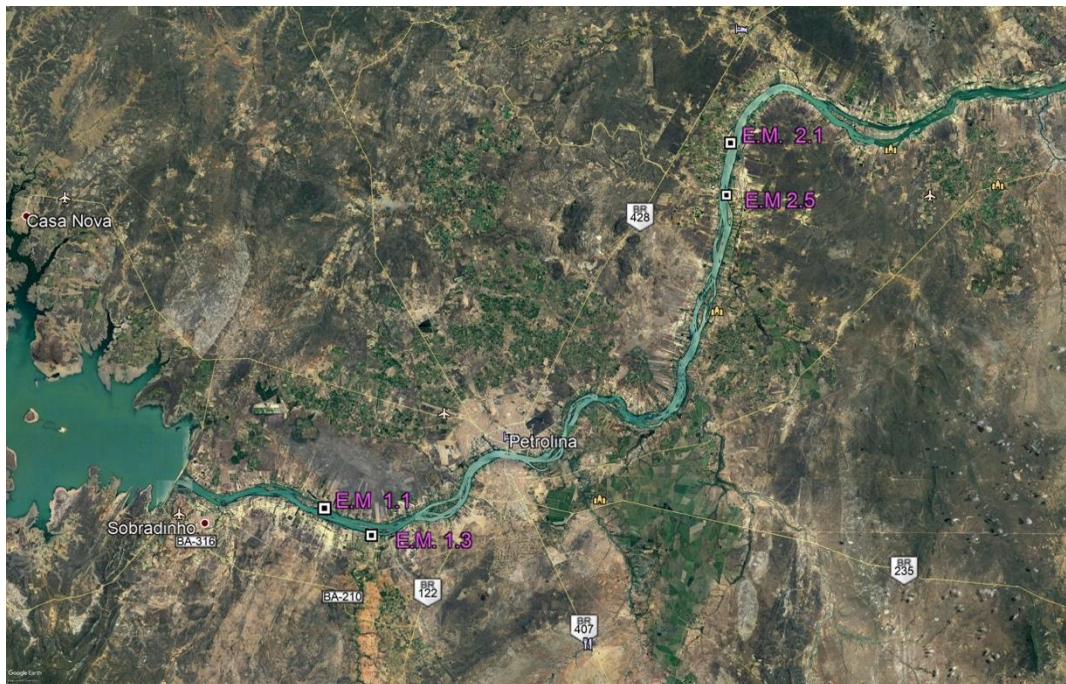 E.M. 2.1
E.M 2.5
BR
428
Casa Nova
Petrolina
E.M 1.1
E.M. 1.3
Sobradinho
BA-316
BA-210
BR
122
BR
235
BR
407
Google Earth